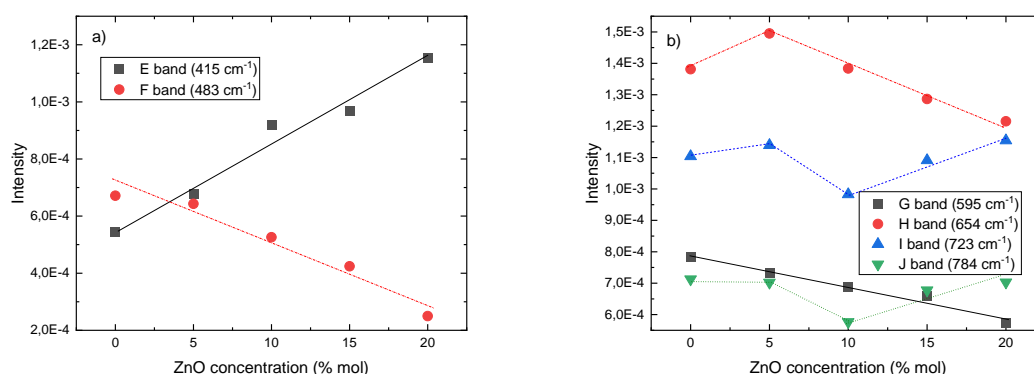 a)
E band (415 cm-1)
F band (483 cm-1)
1,2E-3
1,0E-3
8,0E-4
6,0E-4
4,0E-4
2,0E-4
Intensity
0 5 10 15 20
ZnO concentration (% mol)
b)
1,5E-3
1,4E-3
1,3E-3
1,2E-3
1,1E-3
1,0E-3
9,0E-4
8,0E-4
7,0E-4
6,0E-4
Intensity
G band (595 cm-1)
H band (654 cm-1)
I band (723 cm-1)
J band (784 cm-1)
0 5 10 15 20
ZnO concentration (% mol)